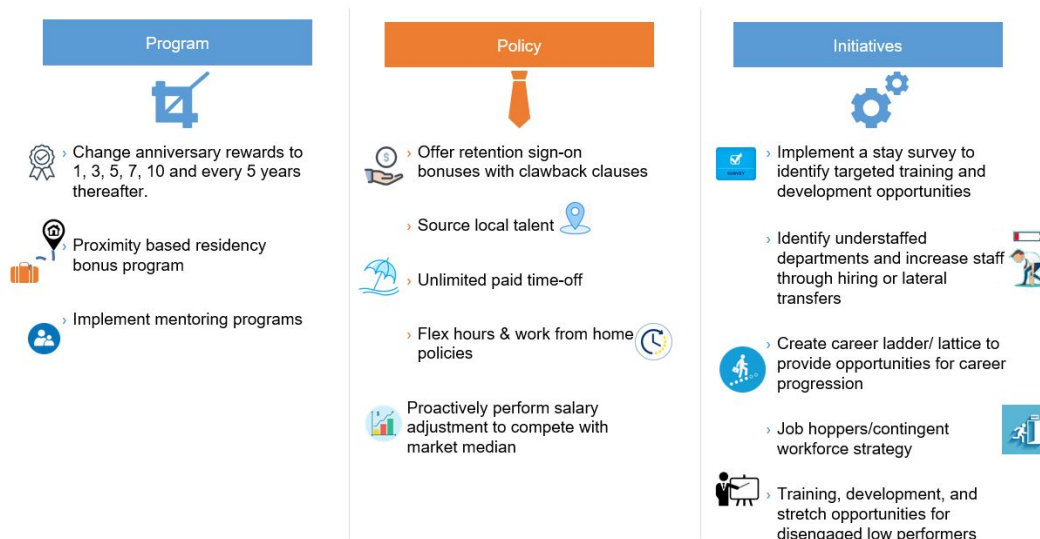 Program
› Change anniversary rewards to
1, 3, 5, 7, 10 and every 5 years
thereafter.
› Proximity based residency
bonus program
› Implement mentoring programs
Policy
$
› Offer retention sign-on
bonuses with clawback clauses
› Source local talent
› Unlimited paid time-off
› Flex hours & work from home
policies
$
Proactively perform salary
adjustment to compete with
market median
Initiatives
SURVEY
› Implement a stay survey to
identify targeted training and
development opportunities
› Identify understaffed
departments and increase staff
through hiring or lateral
transfers
› Create career ladder/ lattice to
provide opportunities for career
progression
› Job hoppers/contingent
workforce strategy
› Training, development, and
stretch opportunities for
disengaged low performers